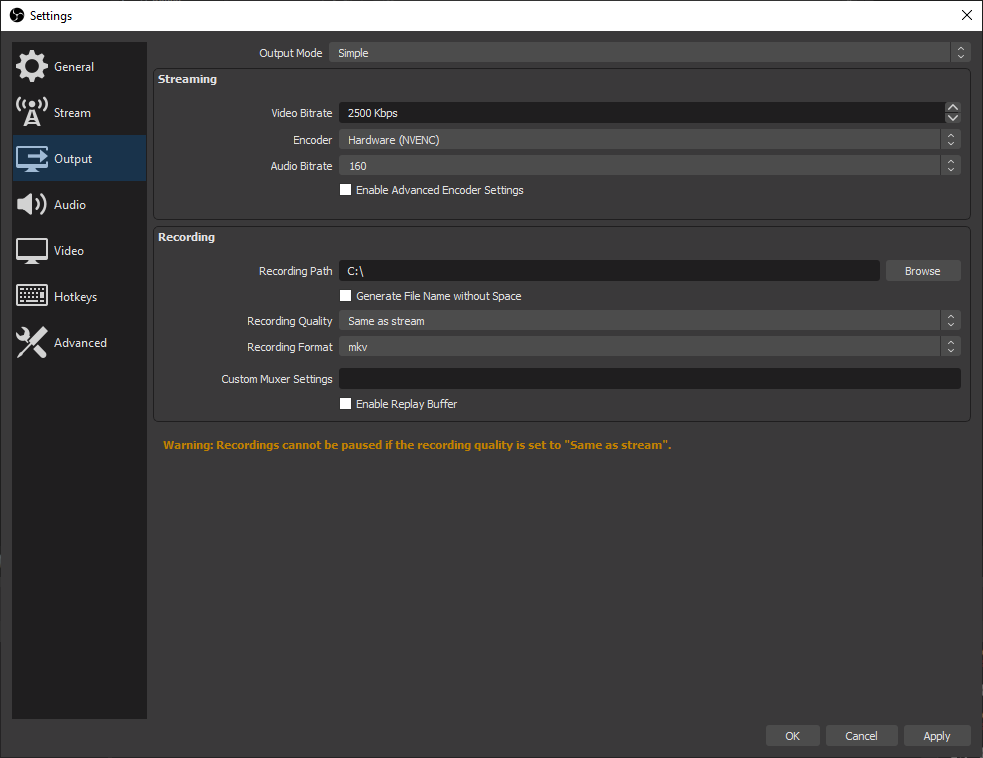 Settings
General
Stream
Output
Audio
Video
Hotkeys
Advanced
Output Mode Simple
Streaming
Video Bitrate 2500 Kbps
Encoder Hardware (NVENC)
Audio Bitrate 160
Enable Advanced Encoder Settings
Recording
Recording Path C:\ Browse
Generate File Name without Space
Recording Quality Same as stream
Recording Format mkv
Custom Muxer Settings
Enable Replay Buffer
Warning: Recordings cannot be paused if the recording quality is set to "Same as stream".
OK Cancel Apply